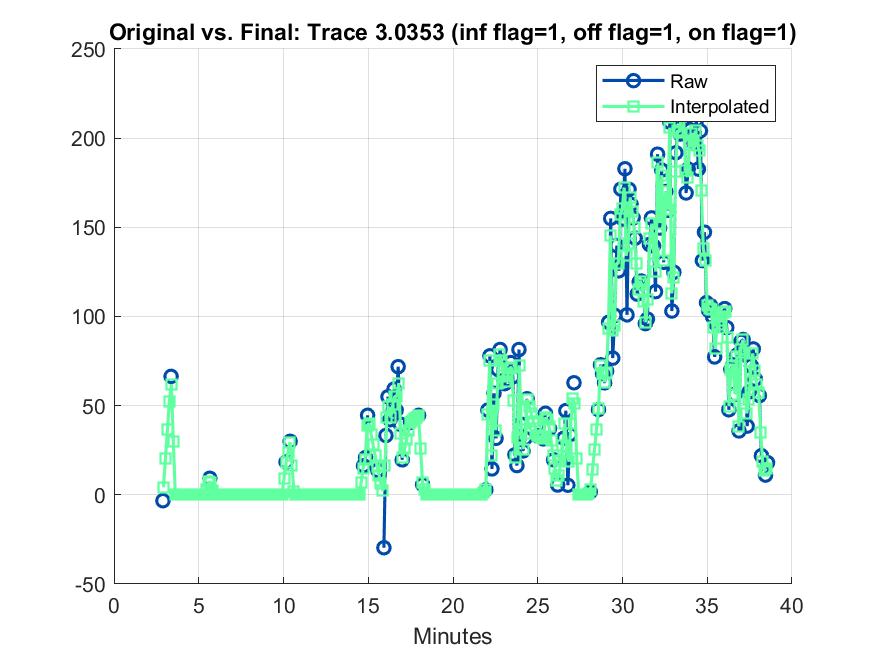 Original vs. Final: Trace 3.0353 (inf flag=1, off flag=1, on flag=1)
250
200
150
100
50
0
-50
Raw
Interpolated
0 5 10 15 20 25 30 35 40
Minutes